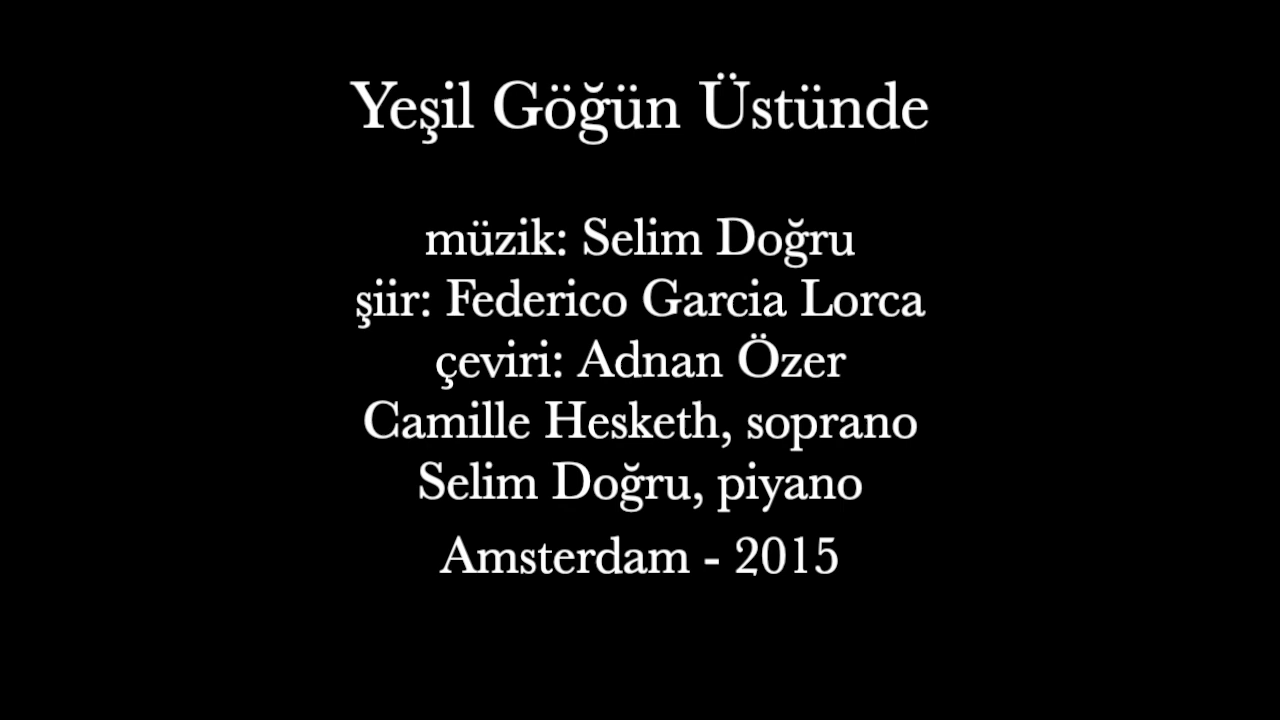 Yeşil Göğün Üstünde
müzik: Selim Doğru
şiir: Federico Garcia Lorca
çeviri: Adnan Özer
Camille Hesketh, soprano
Selim Doğru, piyano
Amsterdam - 2015